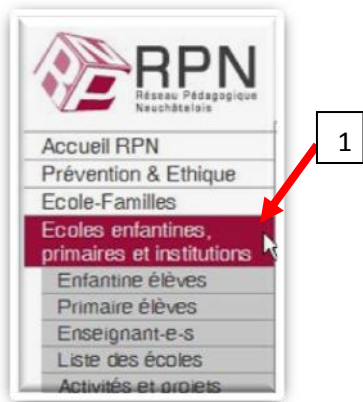 RPN
Réseau Pédagogique
Neuchâtelois
1
Accueil RPN
Prévention & Ethique
Ecole-Familles
Ecoles enfantines,
primaires et institutions
Enfantine élèves
Primaire élèves
Enseignant-e-s
Liste des écoles
Activités et projets